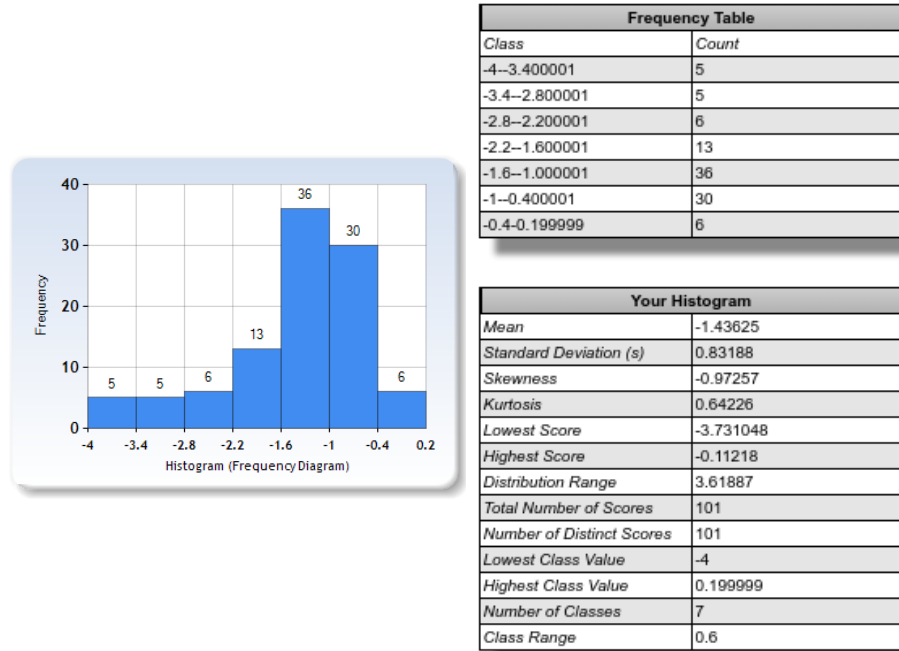 Frequency Table
Class Count
-4--3.400001 5
-3.4--2.800001 5
-2.8--2.200001 6
-2.2--1.600001 13
-1.6--1.000001 36
-1--0.400001 30
-0.4-0.199999 6
40
30
20
10
0
Frequency
5 5 6 13 36 30 6
-4 -3.4 -2.8 -2.2 -1.6 -1 -0.4 0.2
Histogram (Frequency Diagram)
Your Histogram
Mean -1.43625
Standard Deviation (s) 0.83188
Skewness -0.97257
Kurtosis 0.64226
Lowest Score -3.731048
Highest Score -0.11218
Distribution Range 3.61887
Total Number of Scores 101
Number of Distinct Scores 101
Lowest Class Value -4
Highest Class Value 0.199999
Number of Classes 7
Class Range 0.6